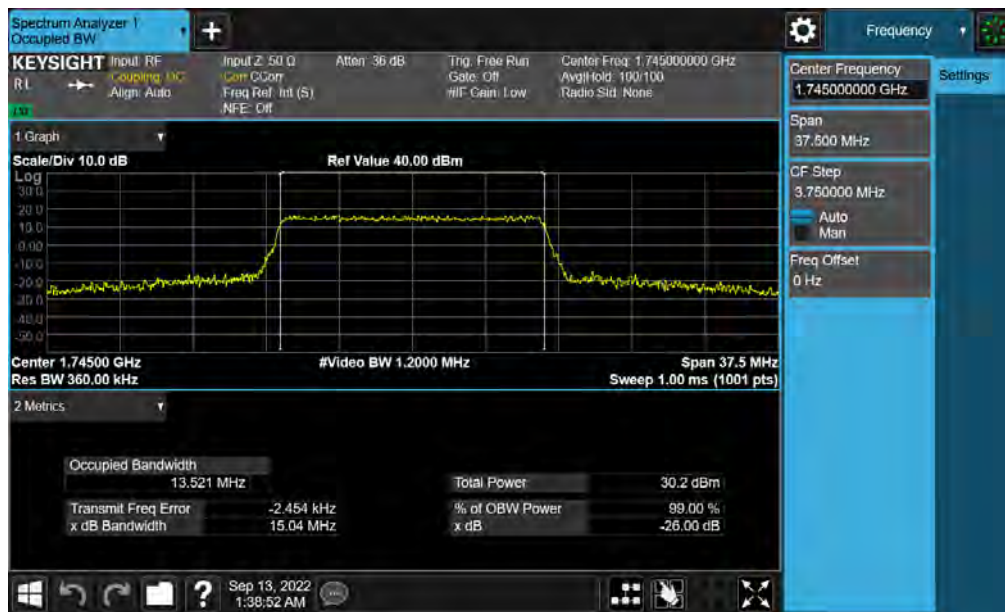 Spectrum Analyzer 1
Occupied BW
+
Frequency
KEYSIGHT
RL
Input: RF
Coupling: DC
Align: Auto
Input Z: 50 Ω
Corr CCorr
Freq Ref: Int (S)
NFE: Off
Atten: 36 dB
Trig: Free Run
Gate: Off
#IF Gain: Low
Center Freq: 1.745000000 GHz
Avg|Hold: 100/100
Radio Std: None
1 Graph
Scale/Div 10.0 dB
Ref Value 40.00 dBm
Log
30.0
20.0
10.0
0.00
-10.0
-20.0
-30.0
-40.0
-50.0
Center 1.74500 GHz
#Video BW 1.2000 MHz
Span 37.5 MHz
Res BW 360.00 kHz
Sweep 1.00 ms (1001 pts)
2 Metrics
Occupied Bandwidth
13.521 MHz
Total Power
30.2 dBm
Transmit Freq Error
-2.454 kHz
% of OBW Power
99.00 %
x dB Bandwidth
15.04 MHz
x dB
-26.00 dB
Center Frequency
1.745000000 GHz
Settings
Span
37.500 MHz
CF Step
3.750000 MHz
Auto
Man
Freq Offset
0 Hz
?
Sep 13, 2022
1:38:52 AM